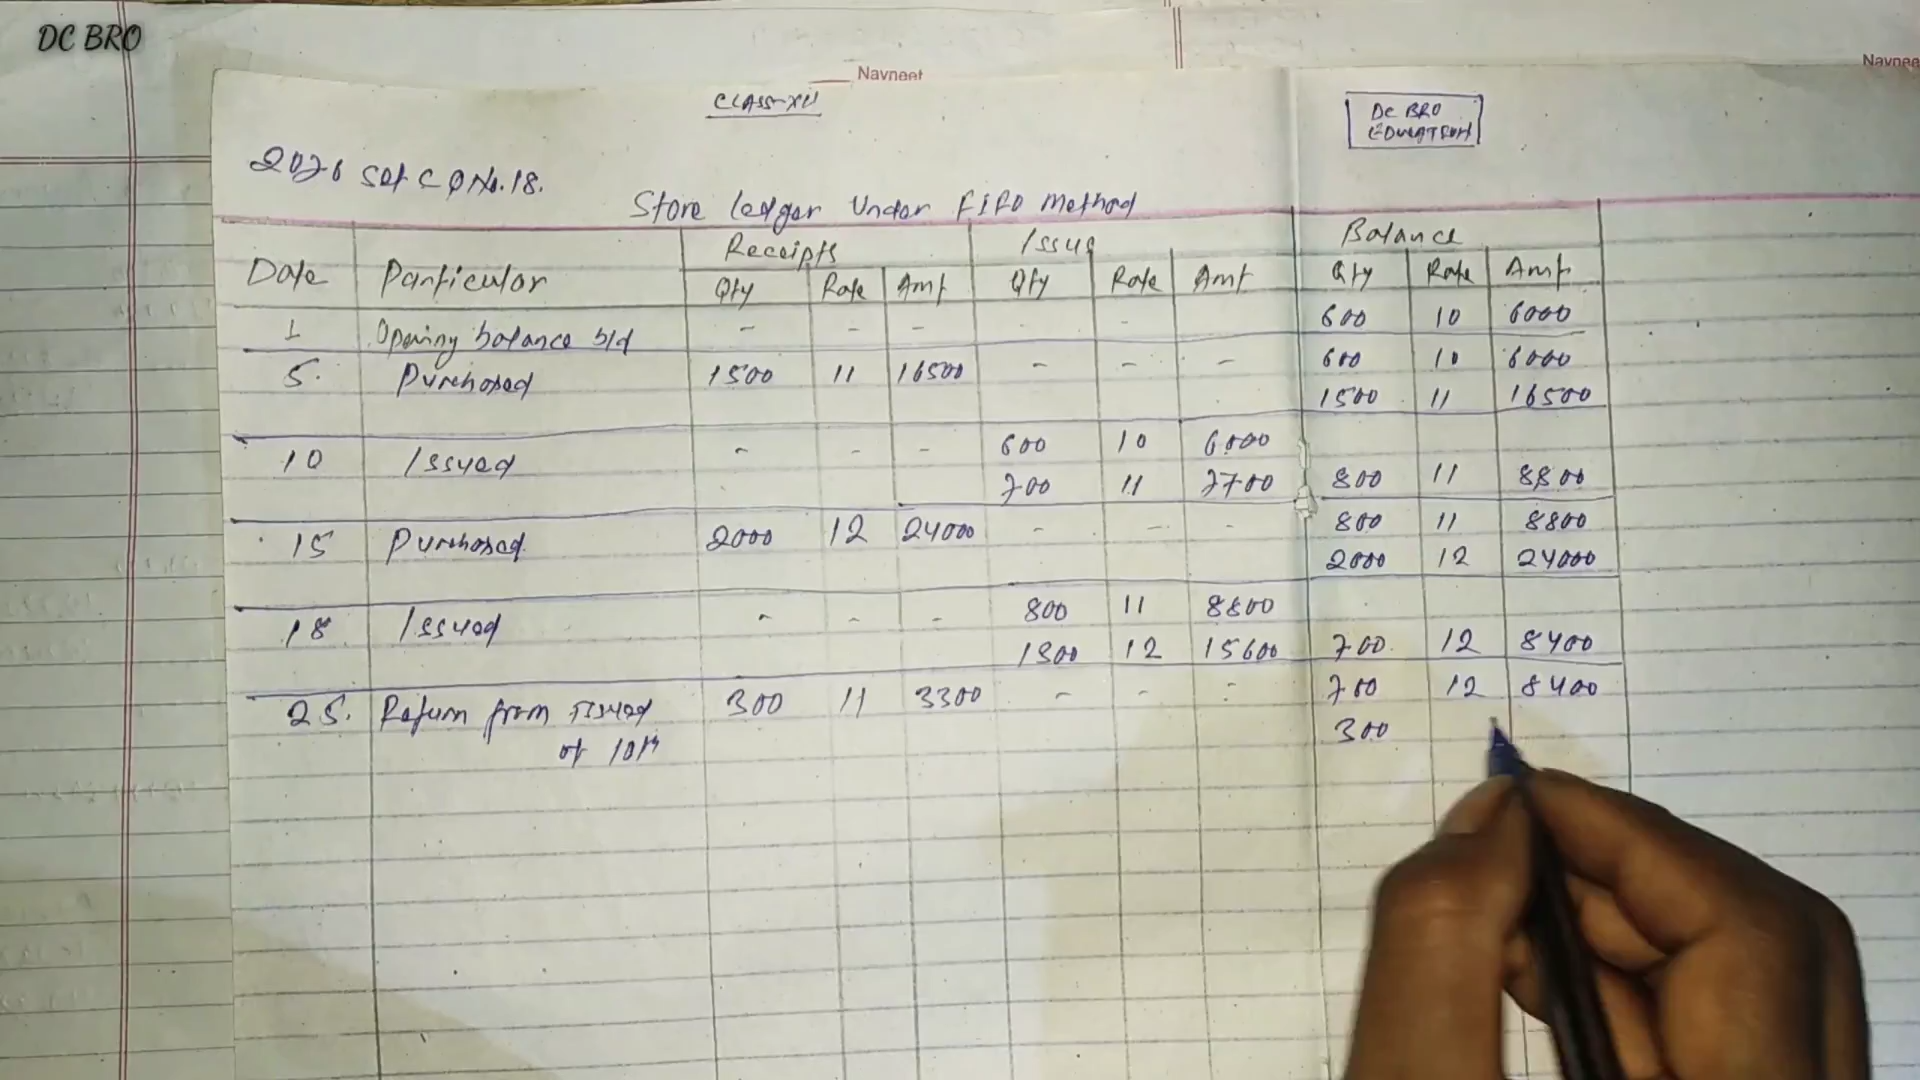 DC BRO
Navneet
Navnee
CLASS-XII
DC BRO
EDUCATION
2076 Set C Q No. 18.
Store ledger Under FIFO Method
Date Particular Receipts Issue Balance
Qty Rate Amt Qty Rate Amt Qty Rate Amt
1 Opening balance b/d - - - - - 600 10 6000
5. Purchased 1500 11 16500 - - - 600 10 6000
1500 11 16500
10 Issued - - - 600 10 6000
700 11 7700 800 11 8800
15 Purchased 2000 12 24000 - - - 800 11 8800
2000 12 24000
18 Issued - - - 800 11 8800
1300 12 15600 700 12 8400
25. Return from Issued 300 11 3300 - - - 700 12 8400
of 10th 300